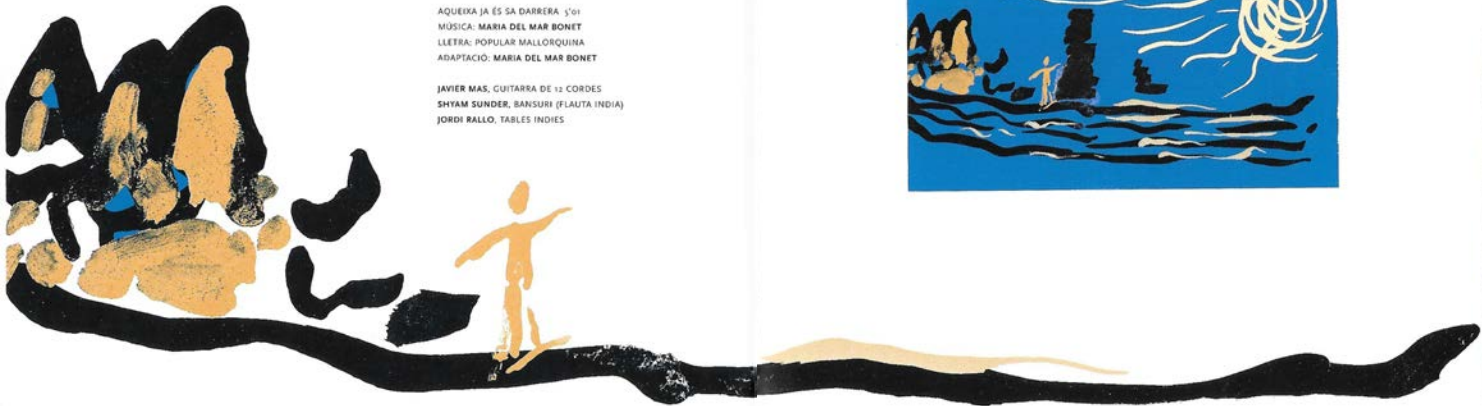 AQUEIXA JA ÉS SA DARRERA 5'01
MÚSICA: MARIA DEL MAR BONET
LLETRA: POPULAR MALLORQUINA
ADAPTACIÓ: MARIA DEL MAR BONET
JAVIER MAS, GUITARRA DE 12 CORDES
SHYAM SUNDER, BANSURI (FLAUTA INDIA)
JORDI RALLO, TABLES INDIES